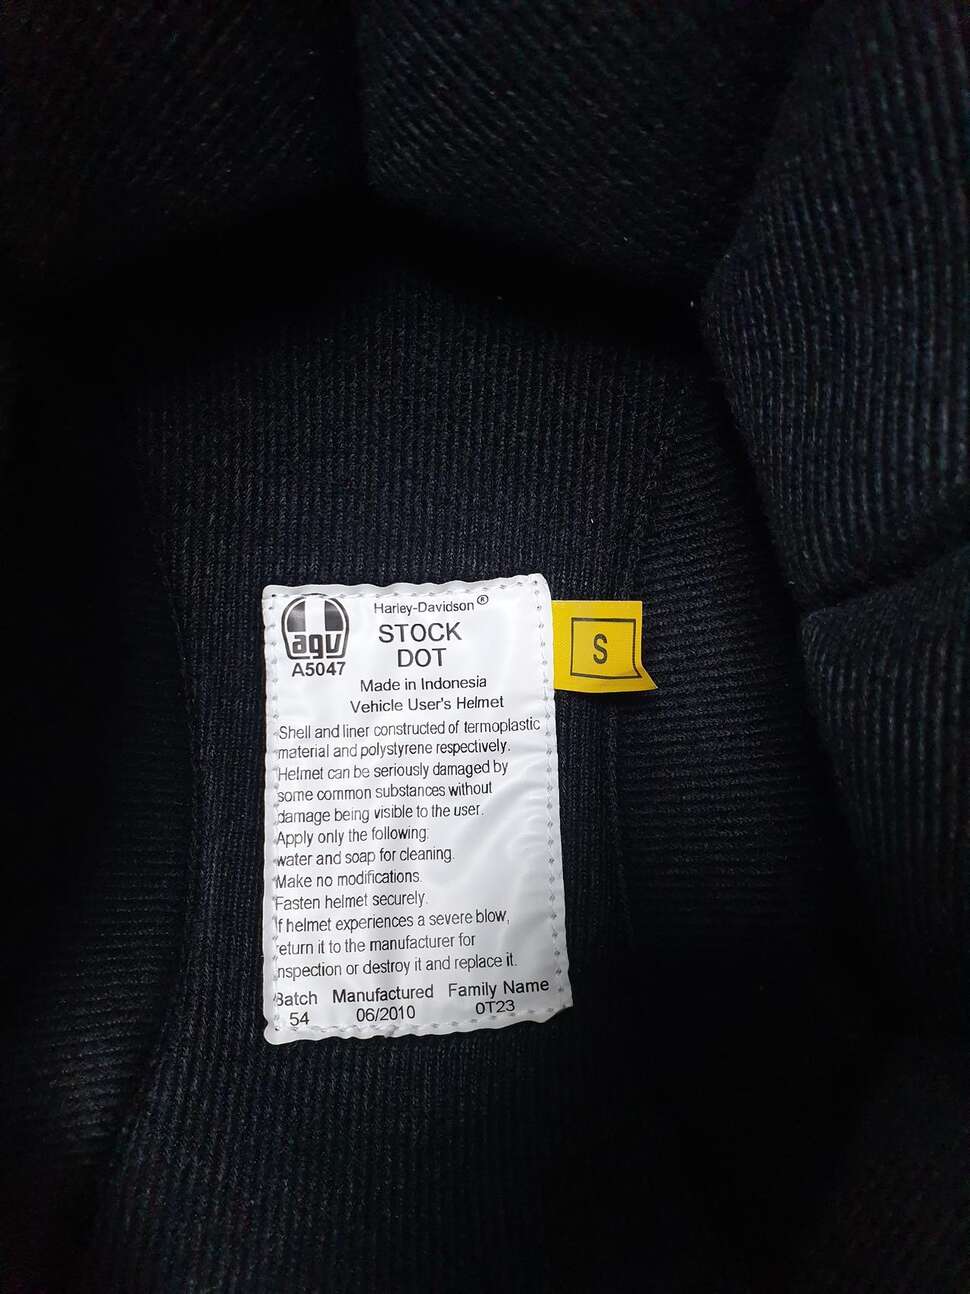 agv
A5047
Harley-Davidson®
STOCK
DOT
S
Made in Indonesia
Vehicle User's Helmet
Shell and liner constructed of termoplastic
material and polystyrene respectively.
Helmet can be seriously damaged by
some common substances without
damage being visible to the user.
Apply only the following:
water and soap for cleaning.
Make no modifications.
Fasten helmet securely.
If helmet experiences a severe blow,
return it to the manufacturer for
inspection or destroy it and replace it.
Batch Manufactured Family Name
54 06/2010 0T23